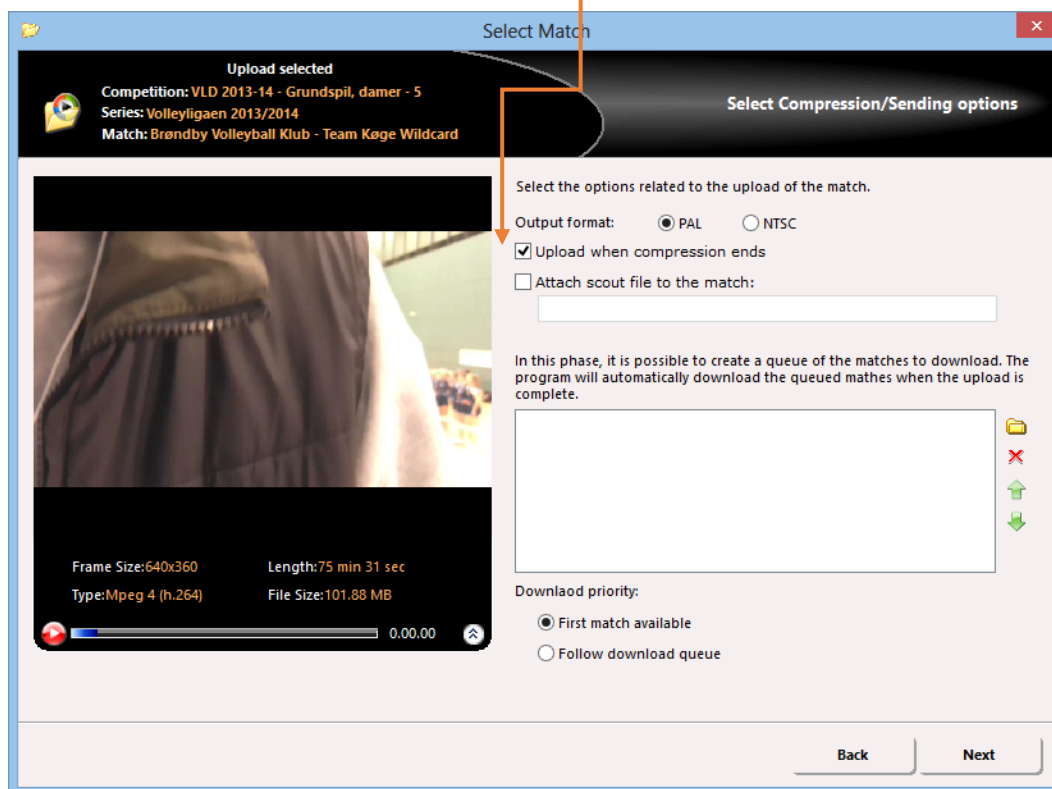 Select Match
Upload selected
Competition: VLD 2013-14 - Grundspil, damer - 5
Series: Volleyligaen 2013/2014
Match: Brøndby Volleyball Klub - Team Køge Wildcard
Select Compression/Sending options
Select the options related to the upload of the match.
Output format: PAL NTSC
Upload when compression ends
Attach scout file to the match:
In this phase, it is possible to create a queue of the matches to download. The
program will automatically download the queued mathes when the upload is
complete.
Frame Size:640x360 Length:75 min 31 sec
Type:Mpeg 4 (h.264) File Size:101.88 MB
0.00.00
Downlaod priority:
First match available
Follow download queue
Back Next